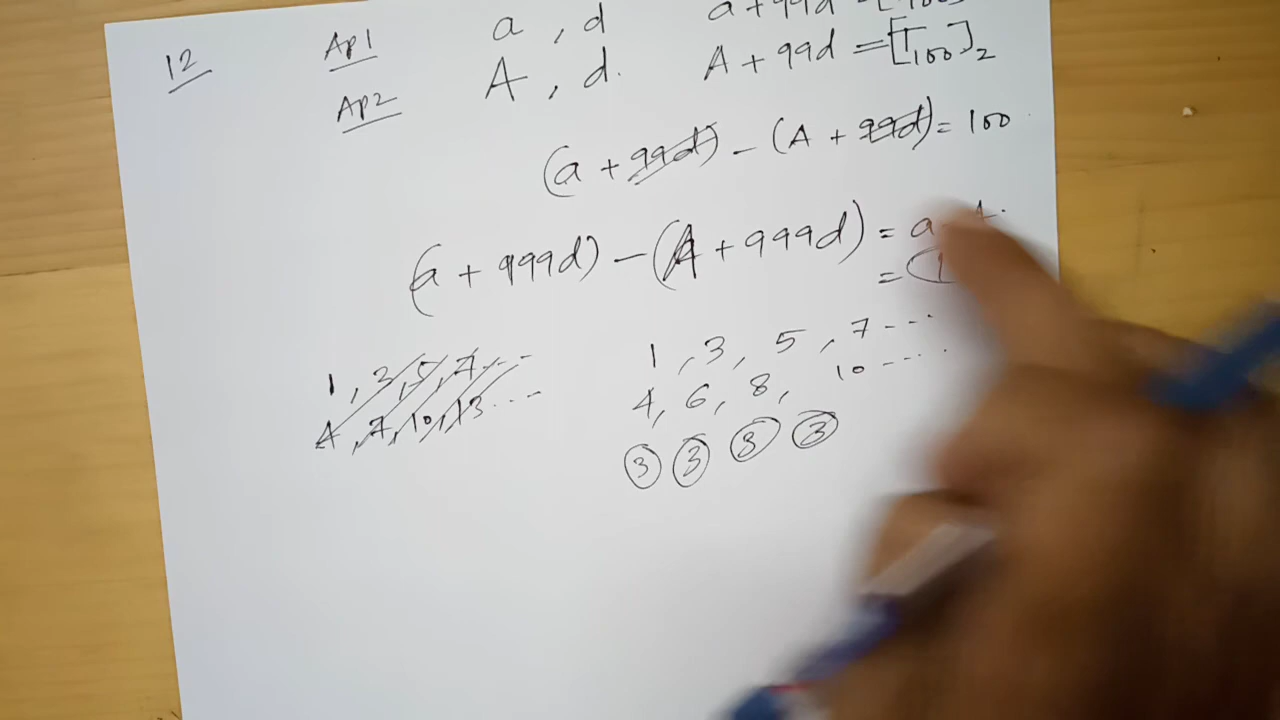 12 Ap1 a , d a + 99d =
Ap2 A , d. A + 99d = [T100]2
(a + 99d) - (A + 99d) = 100
(a + 999d) - (A + 999d) = a
=
1, 3, 5, 7, ... 1, 3, 5, 7 ---
4, 7, 10, 13 ... 4, 6, 8, 10 ---
3 3 3 3